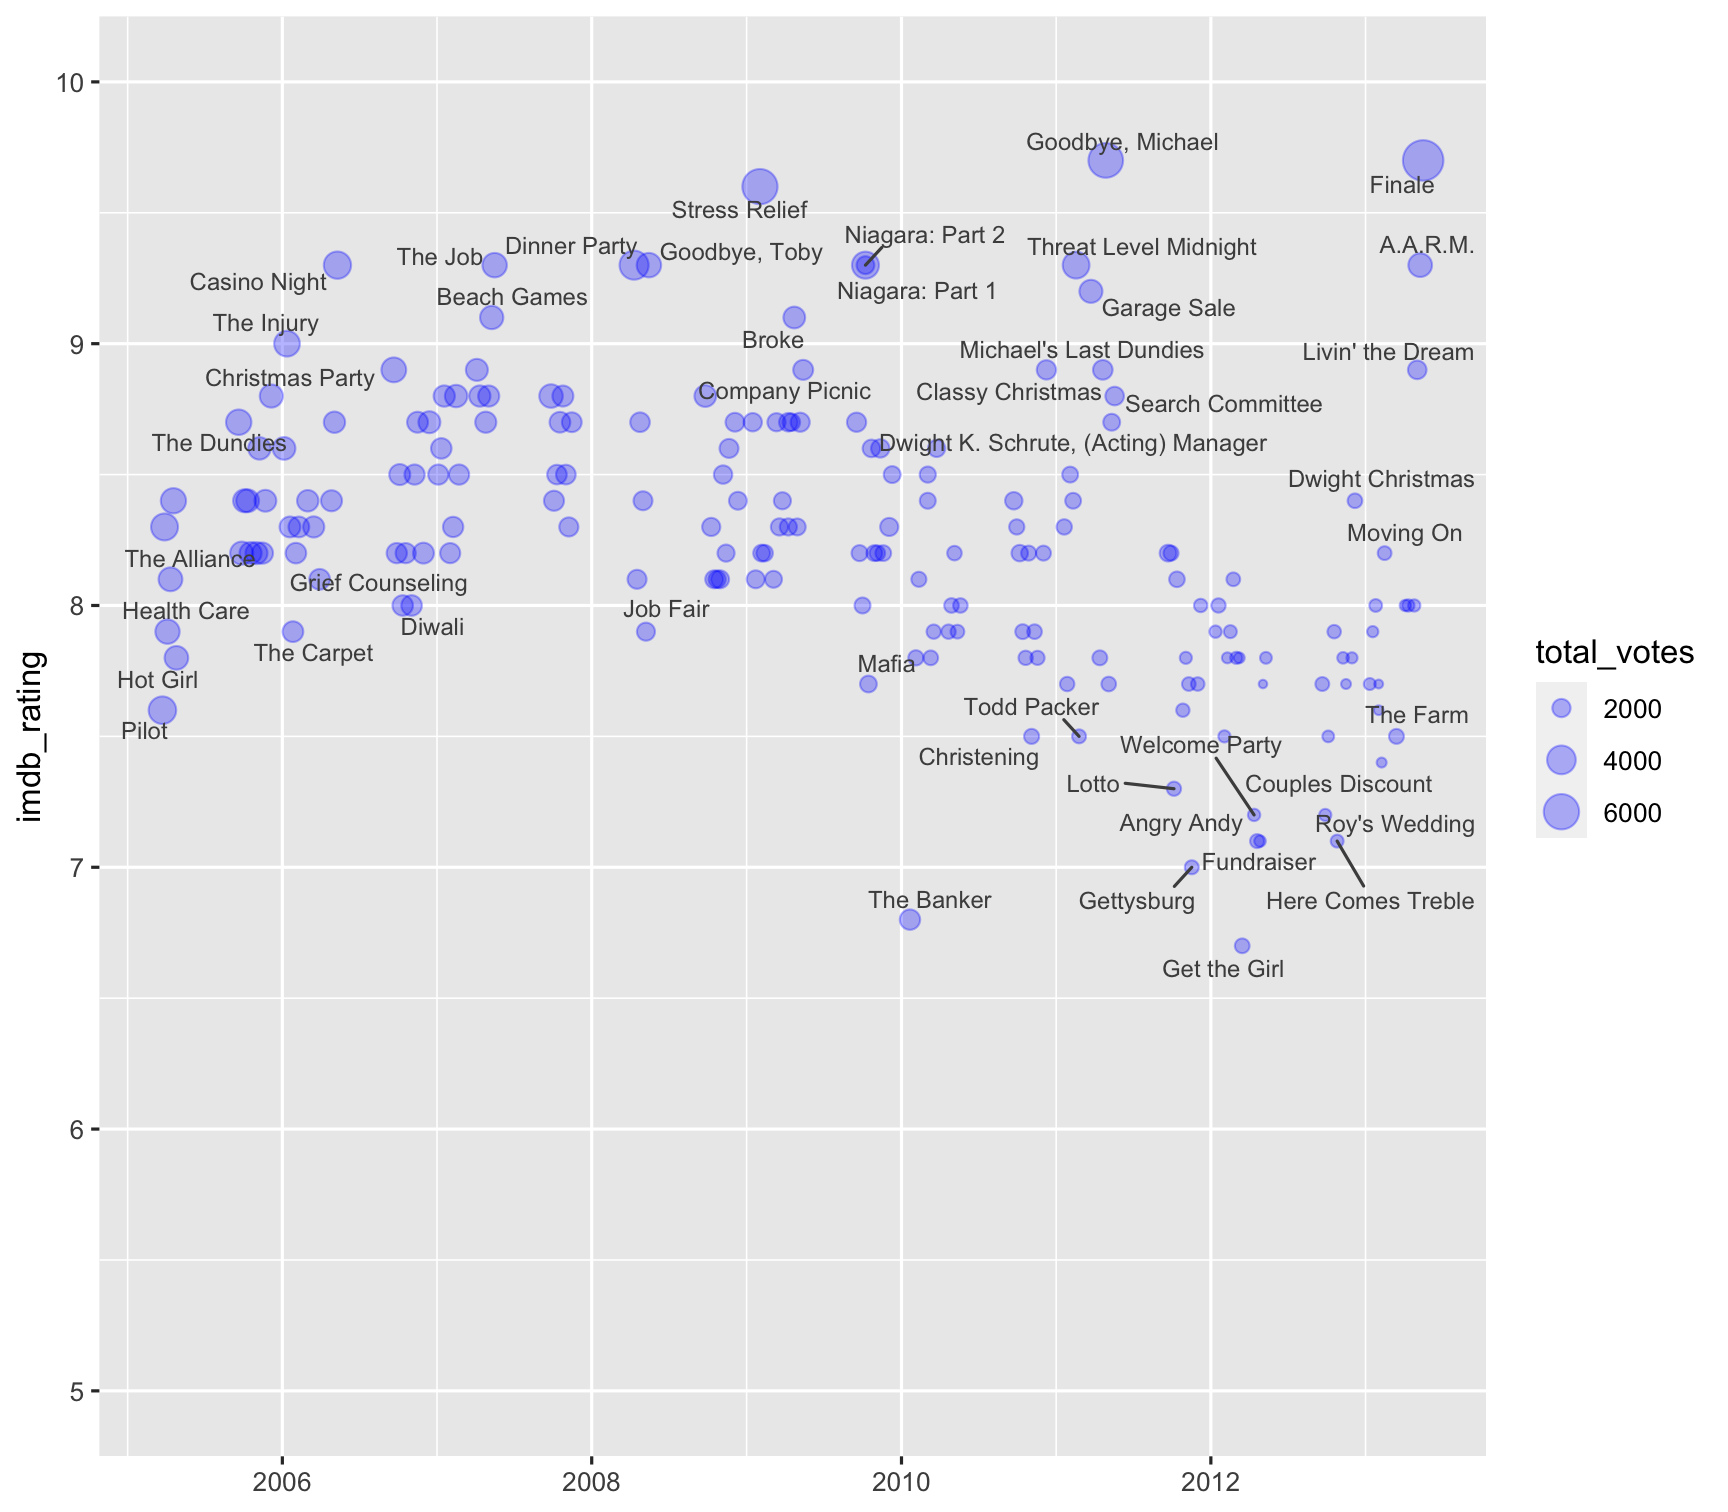 10
Goodbye, Michael
Finale
Stress Relief
Niagara: Part 2
Dinner Party
The Job
Goodbye, Toby
Threat Level Midnight
A.A.R.M.
Casino Night
Beach Games
Niagara: Part 1
Garage Sale
The Injury
9
Broke
Michael's Last Dundies
Livin' the Dream
Christmas Party
Company Picnic
Classy Christmas
Search Committee
The Dundies
Dwight K. Schrute, (Acting) Manager
Dwight Christmas
Moving On
The Alliance
Grief Counseling
8
Health Care
Job Fair
Diwali
The Carpet
Mafia
Hot Girl
Todd Packer
The Farm
Pilot
Welcome Party
Christening
Lotto
Couples Discount
Angry Andy
Roy's Wedding
7
Fundraiser
The Banker
Gettysburg
Here Comes Treble
Get the Girl
6
5
imdb_rating
2006
2008
2010
2012
total_votes
2000
4000
6000